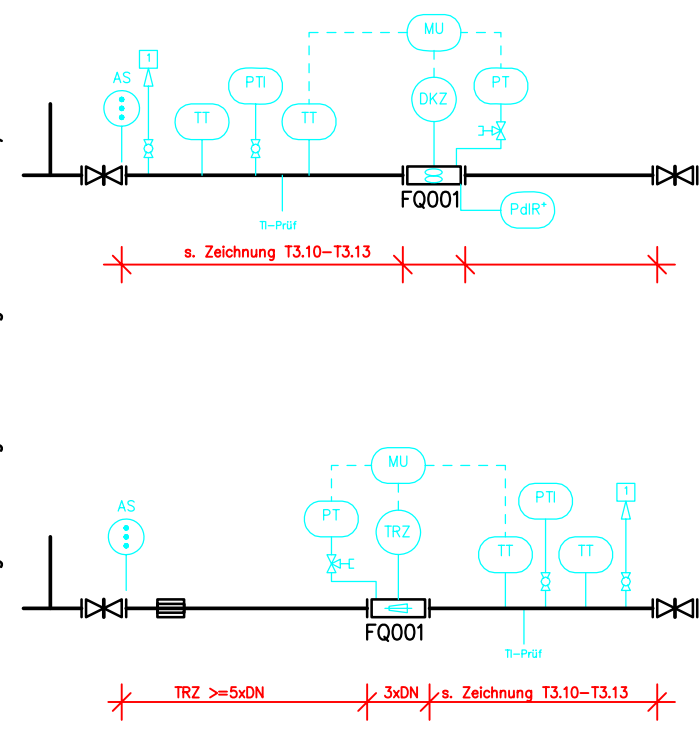 MU
1
AS
PTI
PT
DKZ
TT
TT
FQ001
PdIR+
TI-Prüf
s. Zeichnung T3.10-T3.13
MU
1
AS
PTI
PT
TRZ
TT
TT
FQ001
TI-Prüf
TRZ >=5xDN
3xDN
s. Zeichnung T3.10-T3.13